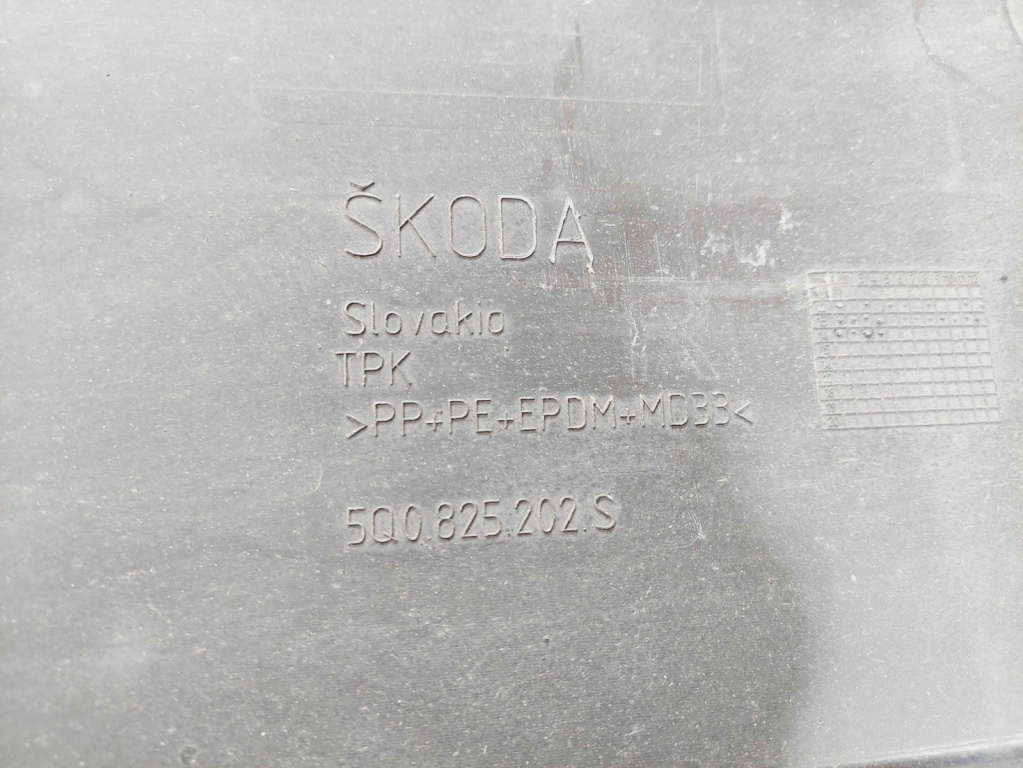 ŠKODA
Slovakia
R
TPK
>PP+PE+EPDM+MD33<
5Q0.825.202.S